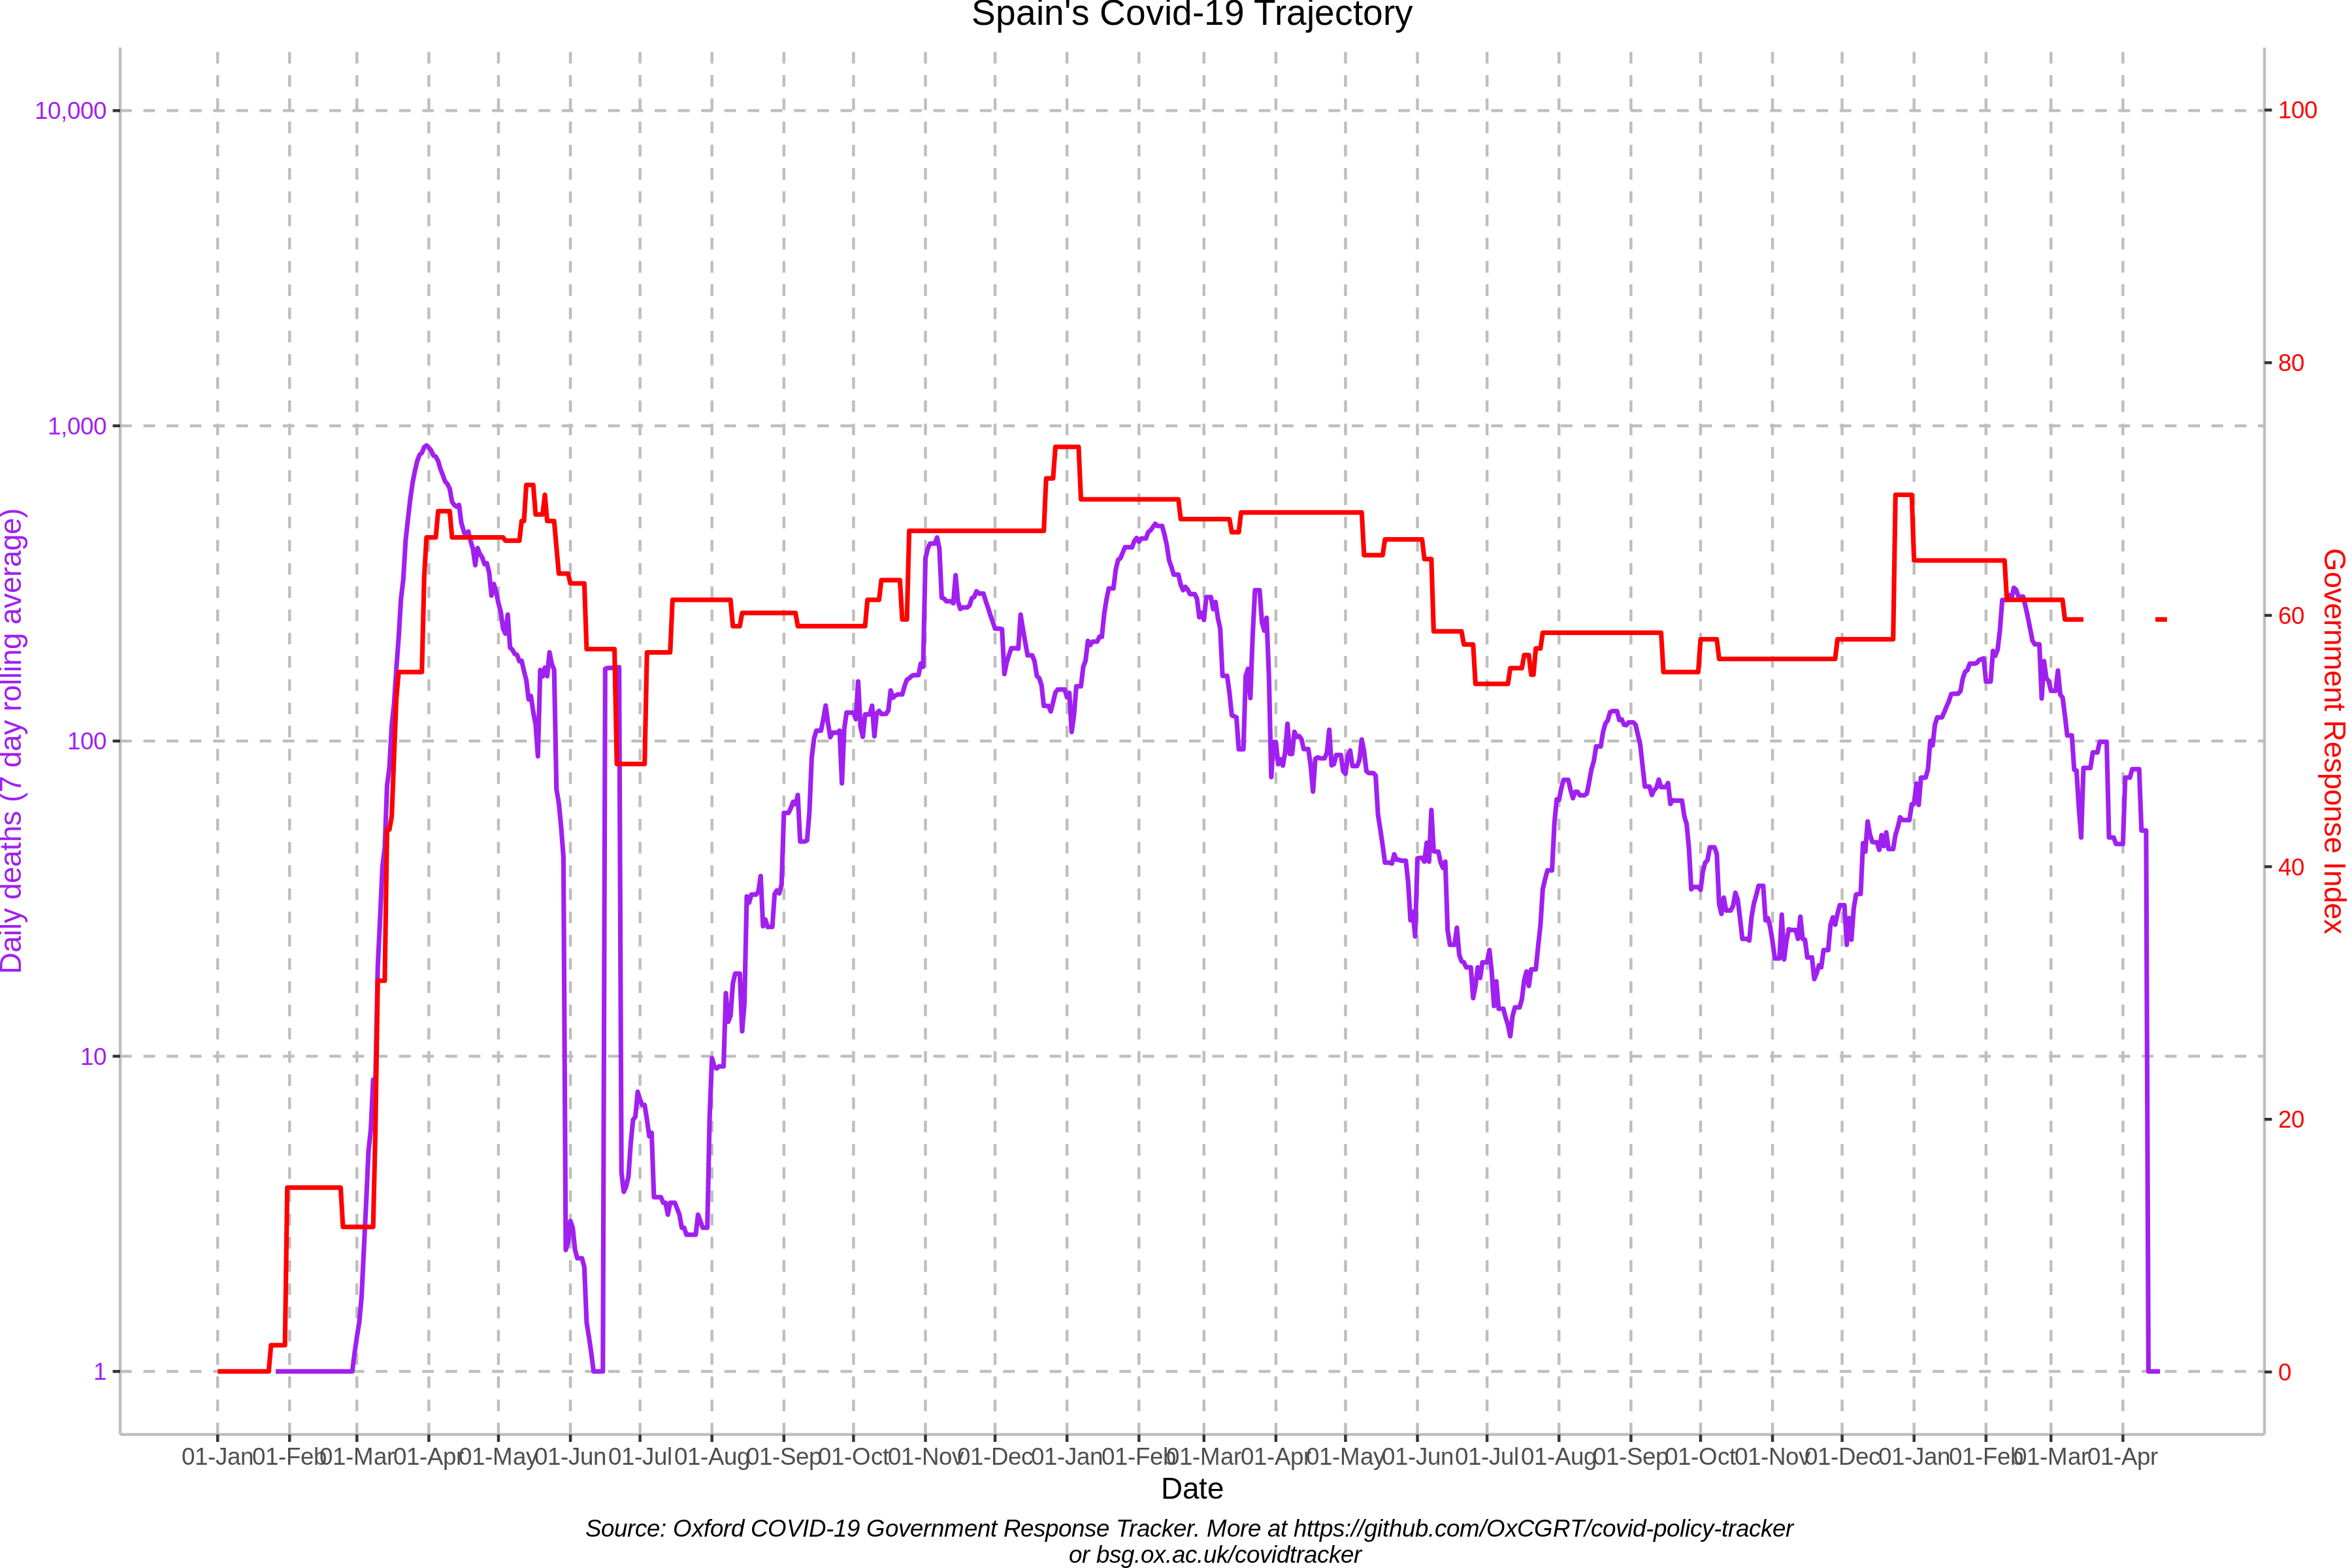 Spain's Covid-19 Trajectory
10,000
1,000
100
10
1
Daily deaths (7 day rolling average)
100
80
60
40
20
0
Government Response Index
01-Jan 01-Feb 01-Mar 01-Apr 01-May 01-Jun 01-Jul 01-Aug 01-Sep 01-Oct 01-Nov 01-Dec 01-Jan 01-Feb 01-Mar 01-Apr 01-May 01-Jun 01-Jul 01-Aug 01-Sep 01-Oct 01-Nov 01-Dec 01-Jan 01-Feb 01-Mar 01-Apr
Date
Source: Oxford COVID-19 Government Response Tracker. More at https://github.com/OxCGRT/covid-policy-tracker
or bsg.ox.ac.uk/covidtracker